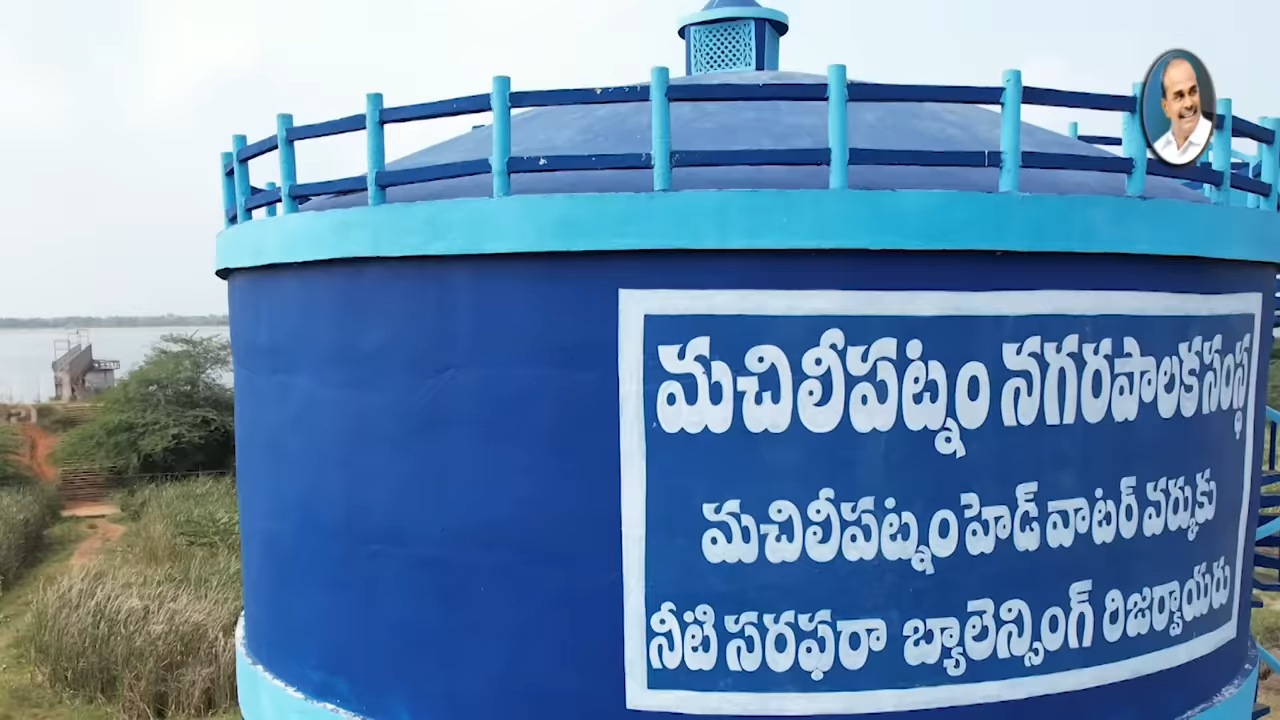 మచిలీపట్నం నగరపాలకసంస్థ
మచిలీపట్నం హెడ్ వాటర్ వర్కుకు
నీటి సరఫరా బ్యాలెన్సింగ్ రిజర్వాయరు